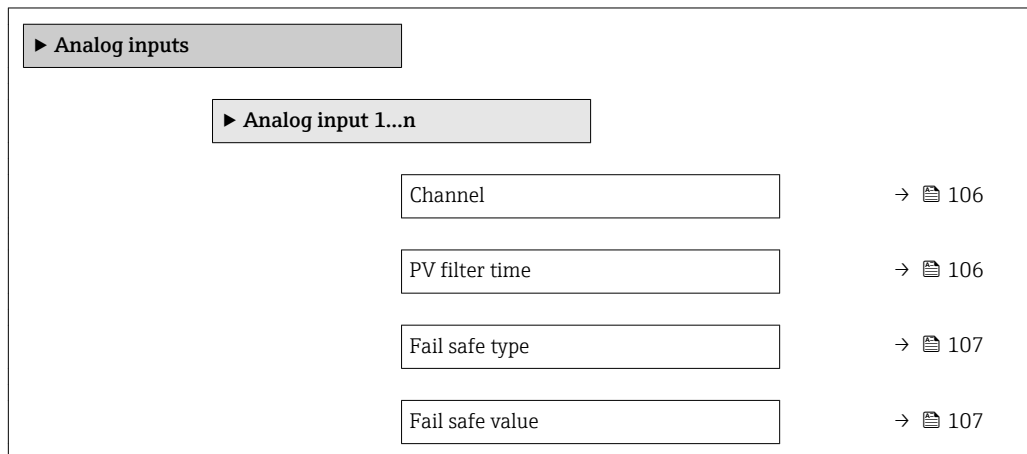 ▶ Analog inputs
▶ Analog input 1...n
Channel → 106
PV filter time → 106
Fail safe type → 107
Fail safe value → 107